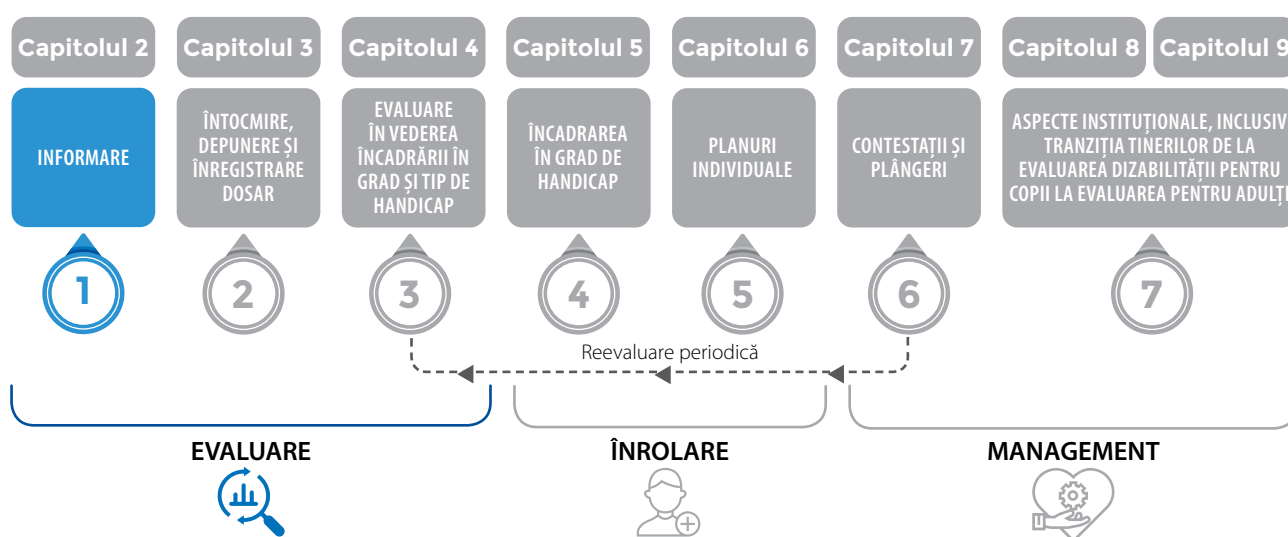 Capitolul 2
Capitolul 3
Capitolul 4
Capitolul 5
Capitolul 6
Capitolul 7
Capitolul 8
Capitolul 9
INFORMARE
ÎNTOCMIRE,
DEPUNERE ȘI
ÎNREGISTRARE
DOSAR
EVALUARE
ÎN VEDEREA
ÎNCADRĂRII ÎN
GRAD ȘI TIP DE
HANDICAP
ÎNCADRAREA
ÎN GRAD DE
HANDICAP
PLANURI
INDIVIDUALE
CONTESTAȚII ȘI
PLÂNGERI
ASPECTE INSTITUȚIONALE, INCLUSIV
TRANZIȚIA TINERILOR DE LA
EVALUAREA DIZABILITĂȚII PENTRU
COPII LA EVALUAREA PENTRU ADULȚI
1
2
3
4
5
6
7
Reevaluare periodică
EVALUARE
ÎNROLARE
MANAGEMENT